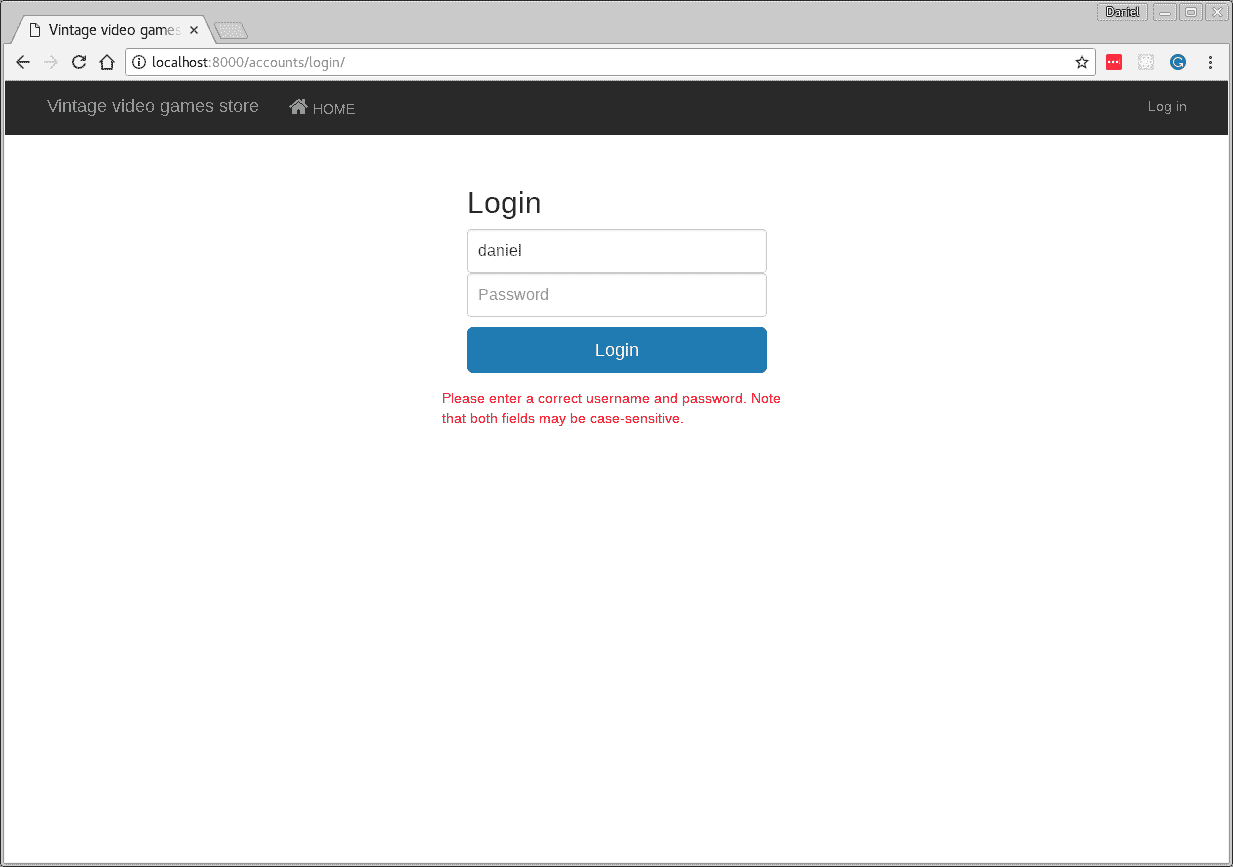 Daniel
Vintage video games
localhost:8000/accounts/login/
Vintage video games store HOME Log in
Login
daniel
Password
Login
Please enter a correct username and password. Note
that both fields may be case-sensitive.